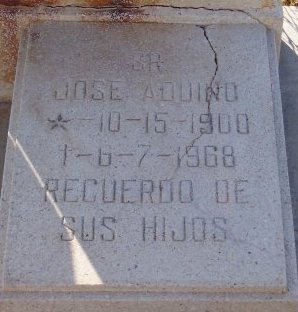 SR
JOSE AQUINO
★-10-15-1900
†-6-7-1968
RECUERDO DE
SUS HIJOS